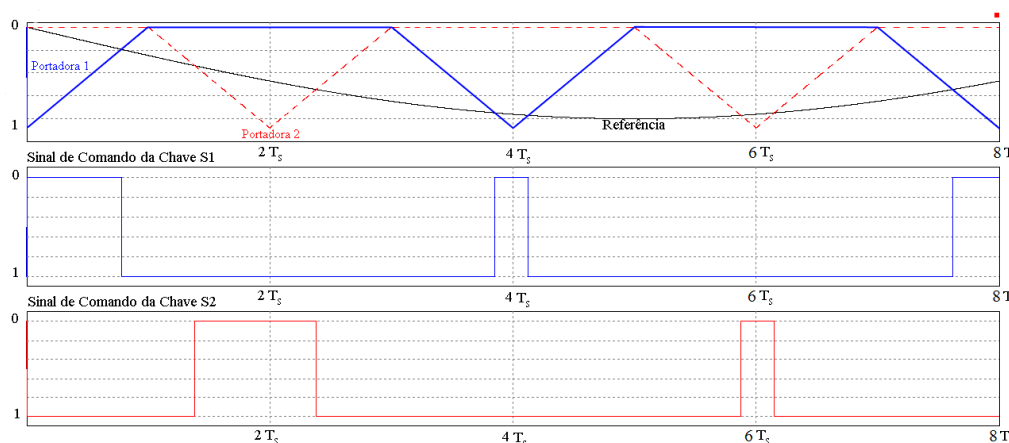 0
Portadora 1
1
Portadora 2
Referência
2 Ts
4 Ts
6 Ts
8 T
Sinal de Comando da Chave S1
0
1
2 Ts
4 Ts
6 Ts
8 T
Sinal de Comando da Chave S2
0
1
2 Ts
4 Ts
6 Ts
8 T